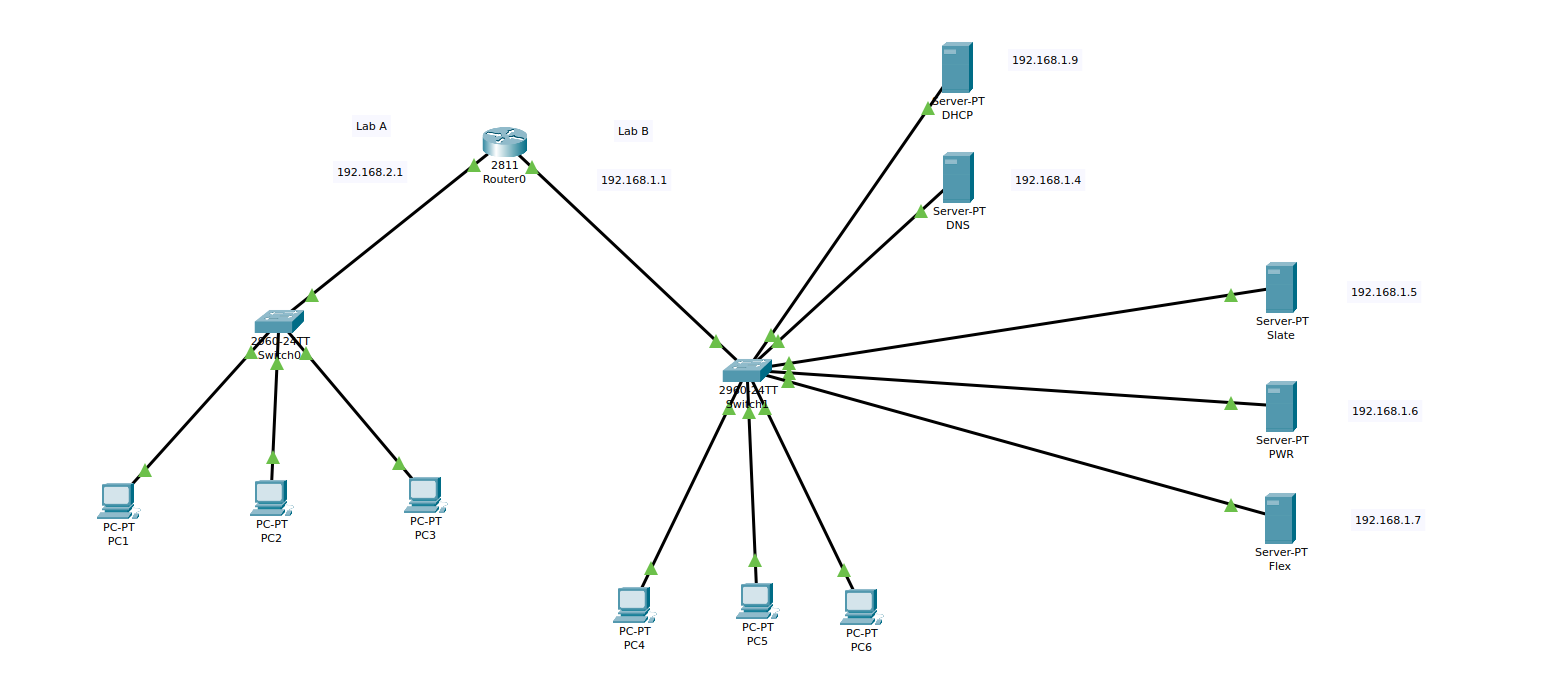 192.168.1.9
Server-PT
DHCP
Lab A
Lab B
192.168.2.1
2811
Router0
192.168.1.1
192.168.1.4
Server-PT
DNS
192.168.1.5
Server-PT
Slate
2960-24TT
Switch0
2960-24TT
Switch1
192.168.1.6
Server-PT
PWR
PC-PT
PC1
PC-PT
PC2
PC-PT
PC3
192.168.1.7
Server-PT
Flex
PC-PT
PC4
PC-PT
PC5
PC-PT
PC6